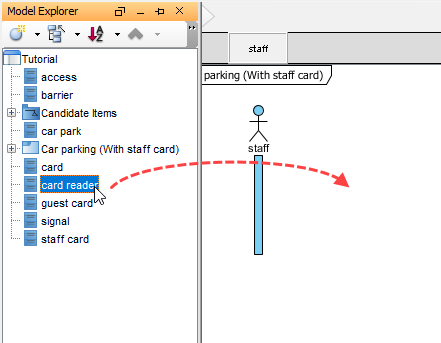 Model Explorer
Tutorial
access
barrier
Candidate Items
car park
Car parking (With staff card)
card
card reader
guest card
signal
staff card
staff
parking (With staff card)
staff